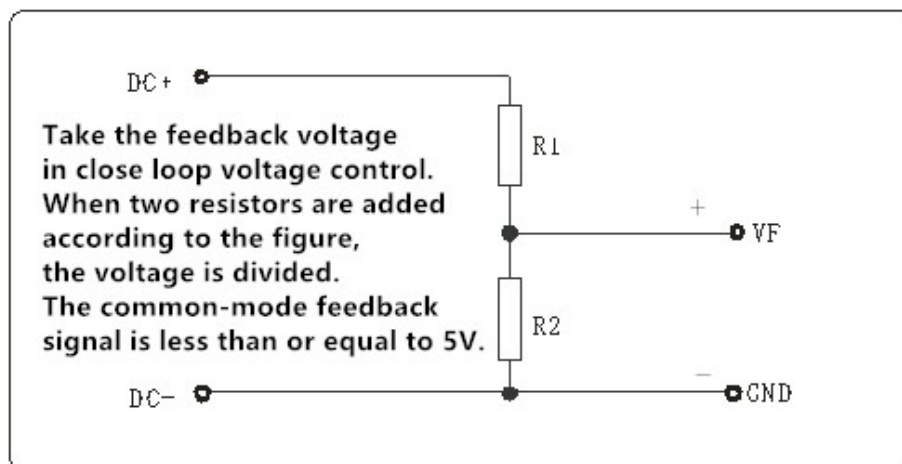 DC+
Take the feedback voltage
in close loop voltage control.
When two resistors are added
according to the figure,
the voltage is divided.
The common-mode feedback
signal is less than or equal to 5V.
R1
+
VF
R2
DC-
-
CND